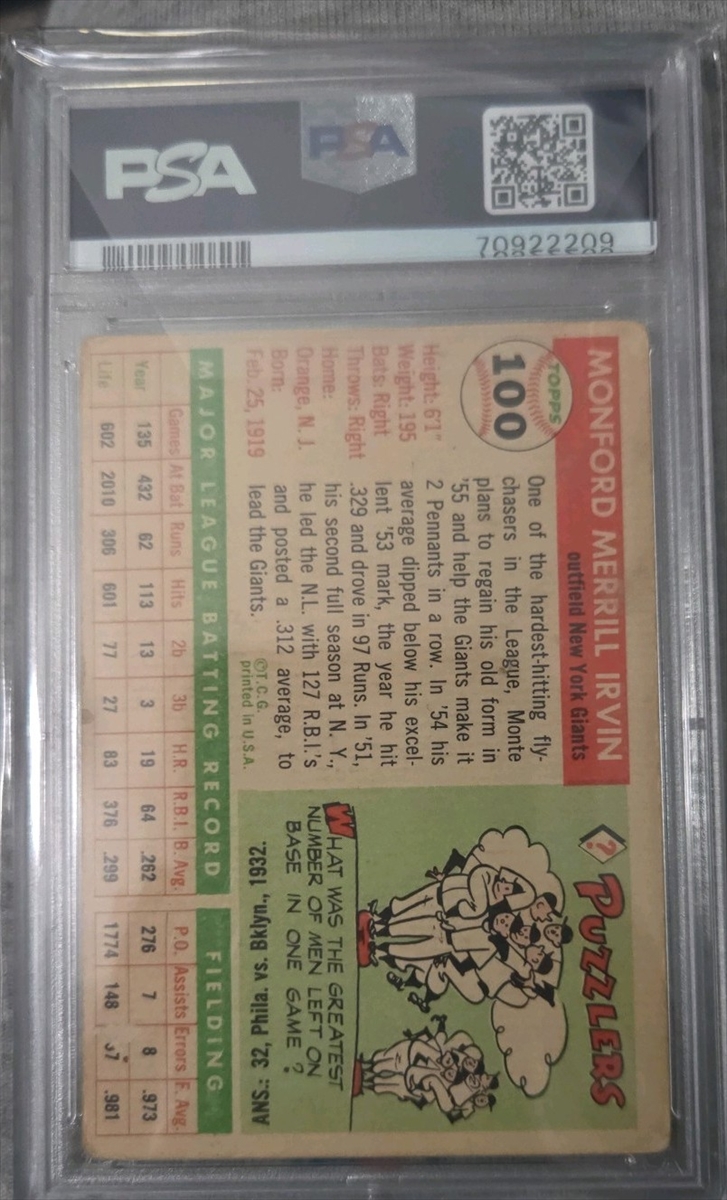 PSA
PSA
70922209
TOPPS
100
MONFORD MERRILL IRVIN
outfield New York Giants
Height: 6'1"
Weight: 195
Bats: Right
Throws: Right
Home:
Orange, N. J.
Born:
Feb. 25, 1919
One of the hardest-hitting fly-
chasers in the League, Monte
plans to regain his old form in
'55 and help the Giants make it
2 Pennants in a row. In '54 his
average dipped below his excel-
lent '53 mark, the year he hit
.329 and drove in 97 Runs. In '51,
his second full season at N. Y.,
he led the N.L. with 127 R.B.I.'s
and posted a .312 average, to
lead the Giants.
©T.C.G.
printed in U.S.A.
? PUZZLERS
WHAT WAS THE GREATEST
NUMBER OF MEN LEFT ON
BASE IN ONE GAME?
ANS.: 32, Phila. vs. Bklyn., 1932.
MAJOR LEAGUE BATTING RECORD FIELDING
Games At Bat Runs Hits 2b 3b H.R. R.B.I. B. Avg. P.O. Assists Errors F. Avg.
Year 135 432 62 113 13 3 19 64 .262 276 7 8 .973
Life 602 2010 306 601 77 27 83 376 .299 1774 148 37 .981